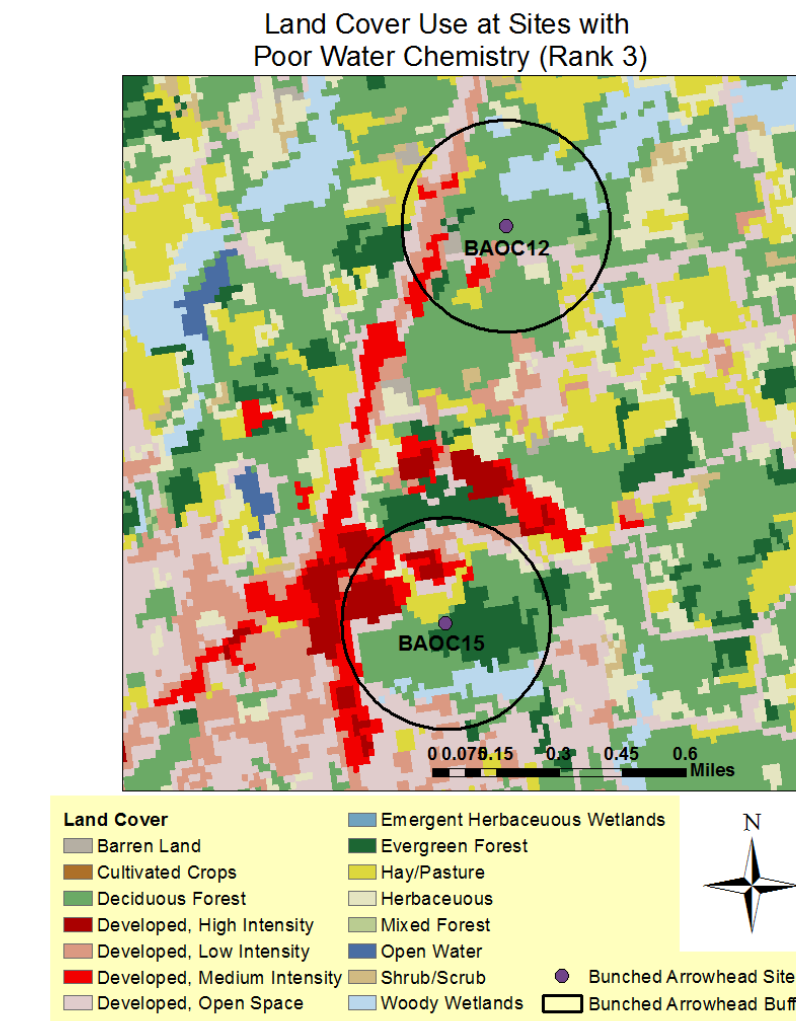 Land Cover Use at Sites with
Poor Water Chemistry (Rank 3)
BAOC12
BAOC15
0 0.075 0.15 0.3 0.45 0.6
Miles
Land Cover
Barren Land
Cultivated Crops
Deciduous Forest
Developed, High Intensity
Developed, Low Intensity
Developed, Medium Intensity
Developed, Open Space
Emergent Herbaceuous Wetlands
Evergreen Forest
Hay/Pasture
Herbaceous
Mixed Forest
Open Water
Shrub/Scrub
Woody Wetlands
N
Bunched Arrowhead Site
Bunched Arrowhead Buff